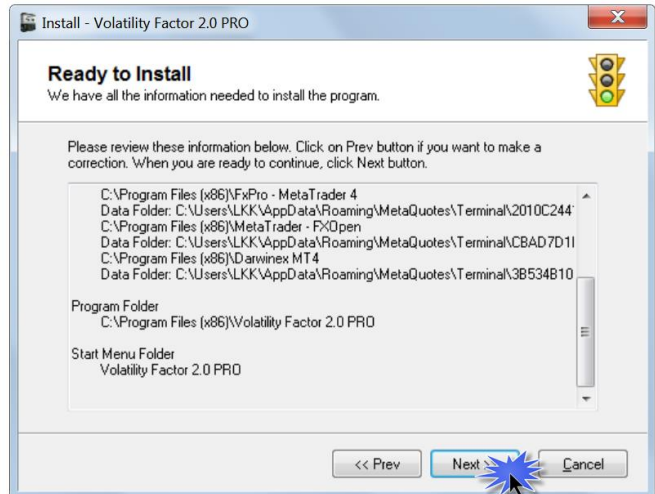 Install - Volatility Factor 2.0 PRO
Ready to Install
We have all the information needed to install the program.
Please review these information below. Click on Prev button if you want to make a
correction. When you are ready to continue, click Next button.
C:\Program Files (x86)\FxPro - MetaTrader 4
Data Folder: C:\Users\LKK\AppData\Roaming\MetaQuotes\Terminal\2010C244
C:\Program Files (x86)\MetaTrader - FXOpen
Data Folder: C:\Users\LKK\AppData\Roaming\MetaQuotes\Terminal\CBAD7D1
C:\Program Files (x86)\Darwinex MT4
Data Folder: C:\Users\LKK\AppData\Roaming\MetaQuotes\Terminal\3B534B10
Program Folder
C:\Program Files (x86)\Volatility Factor 2.0 PRO
Start Menu Folder
Volatility Factor 2.0 PRO
<< Prev
Next >
Cancel